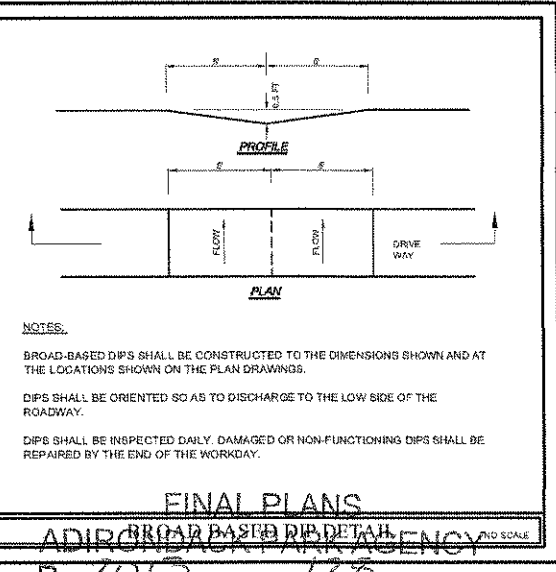 0.5 FT
PROFILE
FLOW
FLOW
DRIVE
WAY
PLAN
NOTES:
BROAD-BASED DIPS SHALL BE CONSTRUCTED TO THE DIMENSIONS SHOWN AND AT
THE LOCATIONS SHOWN ON THE PLAN DRAWINGS.
DIPS SHALL BE ORIENTED SO AS TO DISCHARGE TO THE LOW SIDE OF THE
ROADWAY.
DIPS SHALL BE INSPECTED DAILY. DAMAGED OR NON-FUNCTIONING DIPS SHALL BE
REPAIRED BY THE END OF THE WORKDAY.
FINAL PLANS
BROAD BASED DIP DETAIL
NO SCALE
ADIRONDACK PARK AGENCY